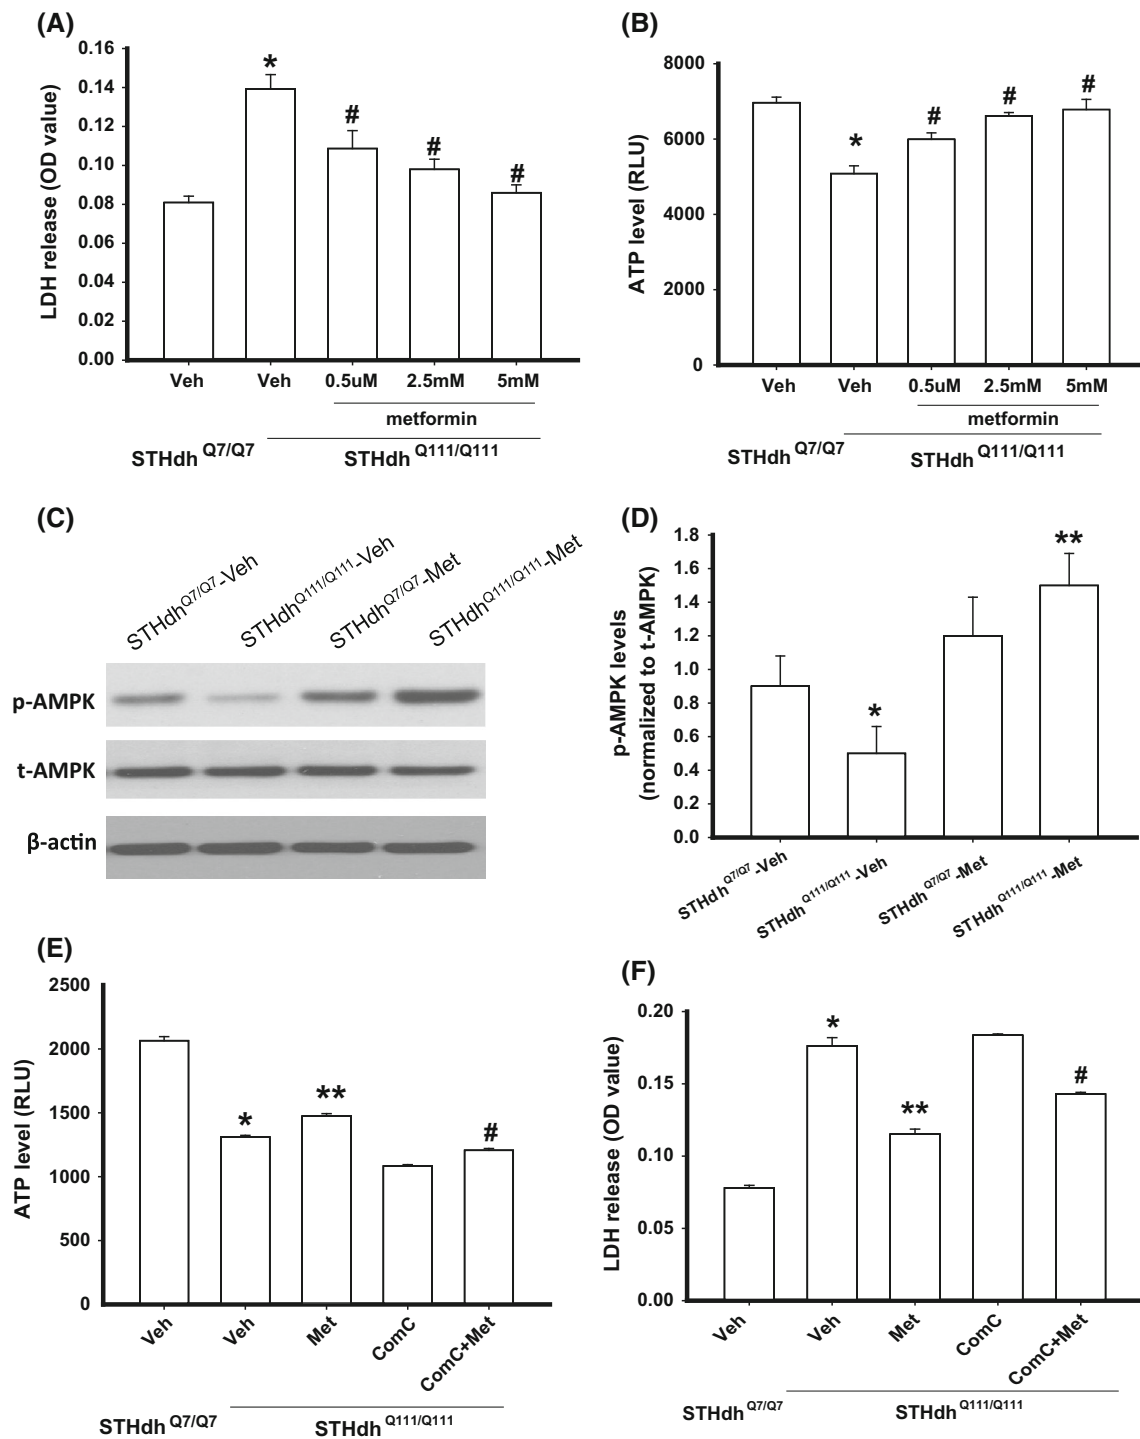 (A)
LDH release (OD value)
0.16
0.14
0.12
0.10
0.08
0.06
0.04
0.02
0.00
*
#
#
#
Veh Veh 0.5uM 2.5mM 5mM
metformin
STHdh Q7/Q7 STHdh Q111/Q111
(B)
ATP level (RLU)
8000
6000
4000
2000
0
*
#
#
#
Veh Veh 0.5uM 2.5mM 5mM
metformin
STHdh Q7/Q7 STHdh Q111/Q111
(C)
STHdhQ7/Q7-Veh
STHdhQ111/Q111-Veh
STHdhQ7/Q7-Met
STHdhQ111/Q111-Met
p-AMPK
t-AMPK
β-actin
(D)
p-AMPK levels
(normalized to t-AMPK)
1.8
1.6
1.4
1.2
1.0
0.8
0.6
0.4
0.2
0.0
*
**
STHdhQ7/Q7-Veh
STHdhQ111/Q111-Veh
STHdhQ7/Q7-Met
STHdhQ111/Q111-Met
(E)
ATP level (RLU)
2500
2000
1500
1000
500
0
*
**
#
Veh Veh Met ComC ComC+Met
STHdh Q7/Q7 STHdh Q111/Q111
(F)
LDH release (OD value)
0.20
0.15
0.10
0.05
0.00
*
**
#
Veh Veh Met ComC ComC+Met
STHdh Q7/Q7 STHdh Q111/Q111